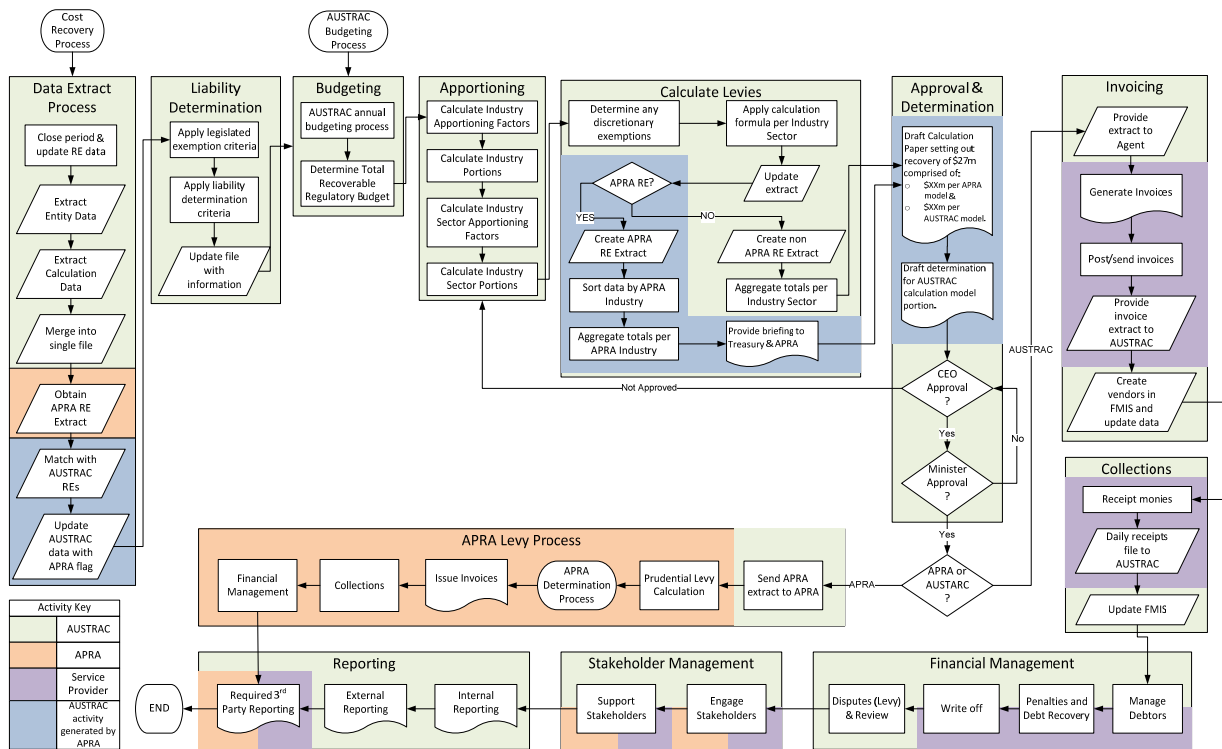 Cost
Recovery
Process
AUSTRAC
Budgeting
Process
Data Extract
Process
Close period &
update RE data
Extract
Entity Data
Extract
Calculation
Data
Merge into
single file
Obtain
APRA RE
Extract
Match with
AUSTRAC
REs
Update
AUSTRAC
data with
APRA flag
Liability
Determination
Apply legislated
exemption criteria
Apply liability
determination
criteria
Update file
with
information
Budgeting
AUSTRAC annual
budgeting process
Determine Total
Recoverable
Regulatory Budget
Apportioning
Calculate Industry
Apportioning Factors
Calculate Industry
Portions
Calculate Industry
Sector Apportioning
Factors
Calculate Industry
Sector Portions
Calculate Levies
Determine any
discretionary
exemptions
Apply calculation
formula per Industry
Sector
Update
extract
APRA RE?
YES
NO
Create APRA
RE Extract
Create non
APRA RE Extract
Sort data by APRA
Industry
Aggregate totals per
Industry Sector
Aggregate totals per
APRA Industry
Provide briefing to
Treasury & APRA
Approval &
Determination
Draft Calculation
Paper setting out
recovery of $27m
comprised of:
o $XXm per APRA
model &
o $XXm per
AUSTRAC model.
Draft determination
for AUSTRAC
calculation model
portion.
CEO
Approval
?
Not Approved
Yes
No
Minister
Approval
?
Yes
APRA or
AUSTARC
?
APRA
AUSTRAC
Invoicing
Provide
extract to
Agent
Generate Invoices
Post/send invoices
Provide
invoice
extract to
AUSTRAC
Create
vendors in
FMIS and
update data
Collections
Receipt monies
Daily receipts
file to
AUSTRAC
Update FMIS
APRA Levy Process
Financial
Management
Collections
Issue Invoices
APRA
Determination
Process
Prudential Levy
Calculation
Send APRA
extract to APRA
Activity Key
AUSTRAC
APRA
Service
Provider
AUSTRAC
activity
generated by
APRA
END
Reporting
Required 3rd
Party Reporting
External
Reporting
Internal
Reporting
Stakeholder Management
Support
Stakeholders
Engage
Stakeholders
Financial Management
Disputes (Levy)
& Review
Write off
Penalties and
Debt Recovery
Manage
Debtors